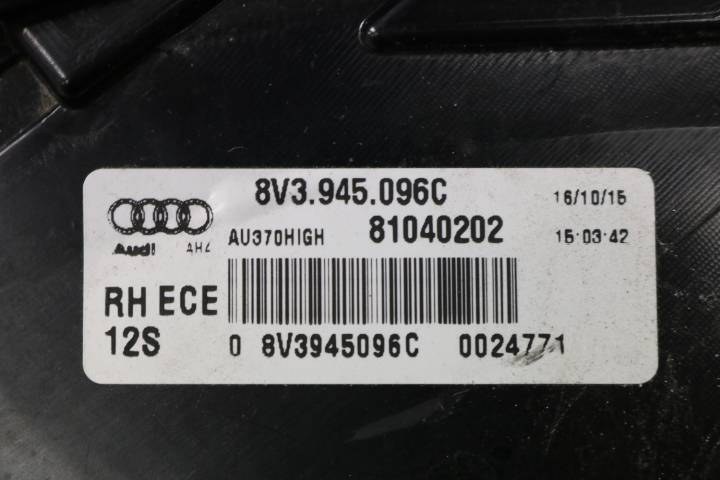 8V3.945.096C 16/10/15
Audi AHZ AU370HIGH 81040202 15:03:42
RH ECE
12S 0 8V3945096C 0024771